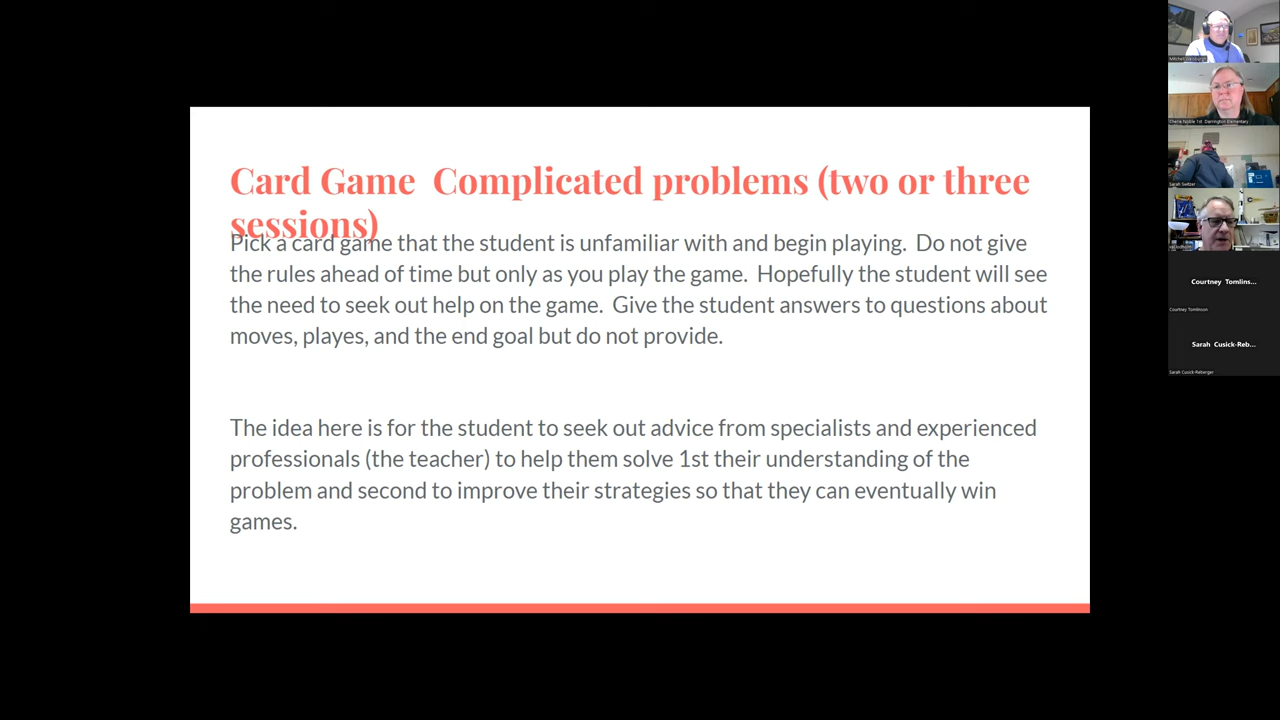 Card Game  Complicated problems (two or three
sessions)
Pick a card game that the student is unfamiliar with and begin playing.  Do not give
the rules ahead of time but only as you play the game.  Hopefully the student will see
the need to seek out help on the game.  Give the student answers to questions about
moves, playes, and the end goal but do not provide.
The idea here is for the student to seek out advice from specialists and experienced
professionals (the teacher) to help them solve 1st their understanding of the
problem and second to improve their strategies so that they can eventually win
games.
Sarah Seitzer
Courtney Tomlins...
Courtney Tomlinson
Sarah Cusick-Reb...
Sarah Cusick-Reberger